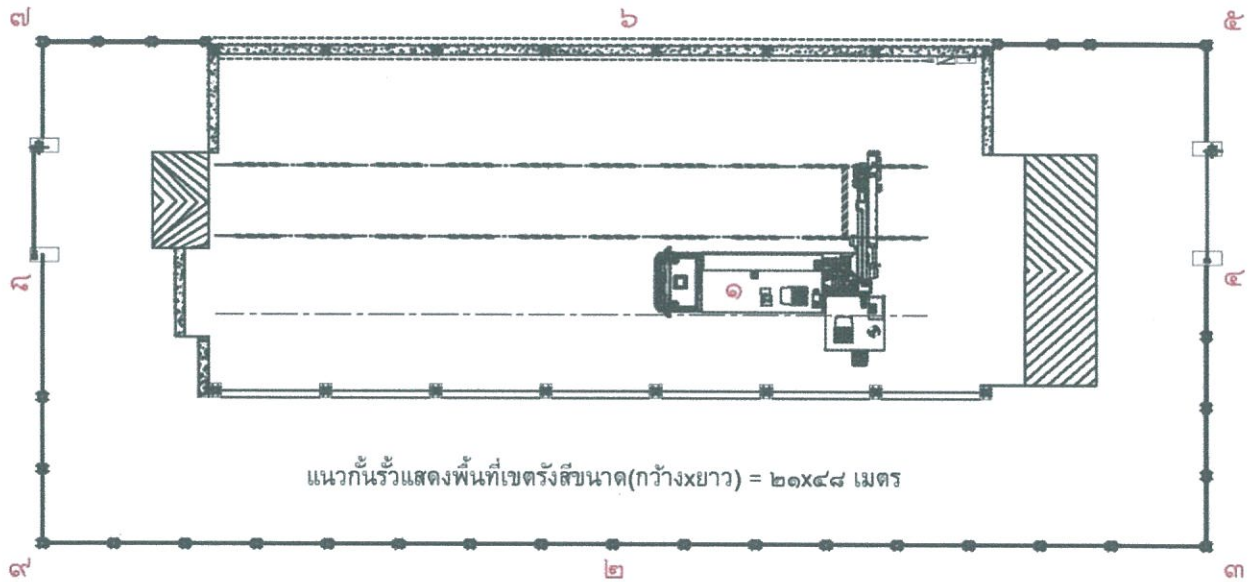 ๗ ๖ ๕
๘ ๑ ๔
แนวกั้นรั้วแสดงพื้นที่เขตรังสีขนาด(กว้างxยาว) = ๒๑x๔๘ เมตร
๙ ๒ ๓